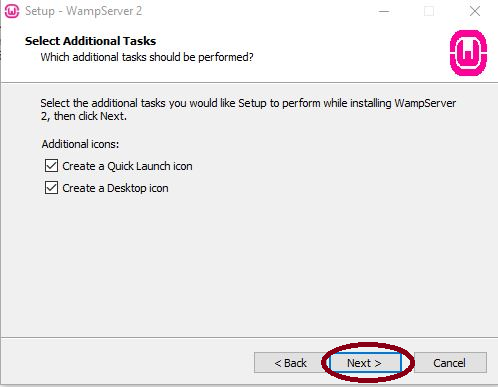 Setup - WampServer 2
Select Additional Tasks
Which additional tasks should be performed?
Select the additional tasks you would like Setup to perform while installing WampServer
2, then click Next.
Additional icons:
Create a Quick Launch icon
Create a Desktop icon
< Back Next > Cancel